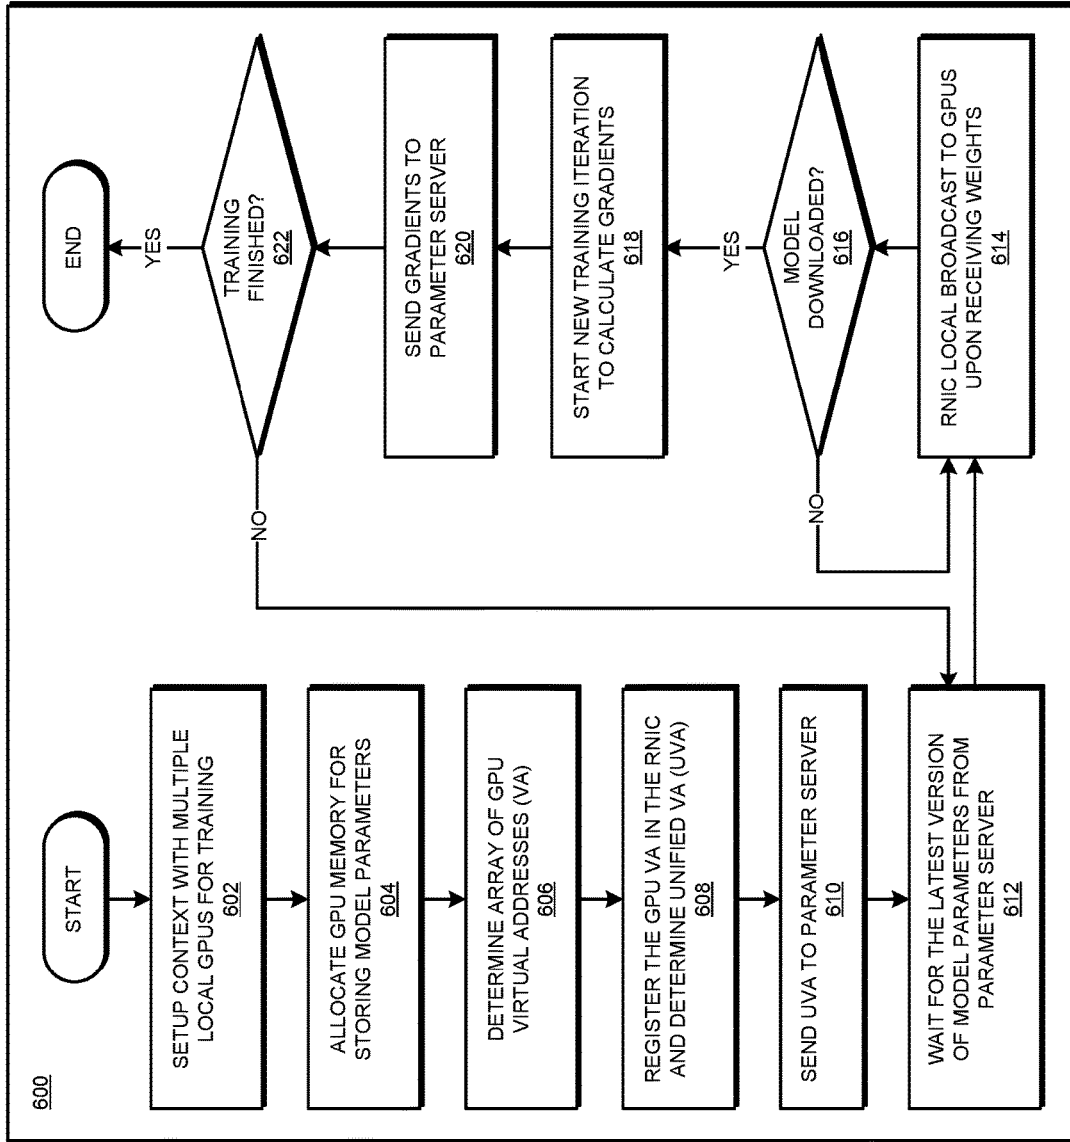 600
START
SETUP CONTEXT WITH MULTIPLE
LOCAL GPUS FOR TRAINING
602
ALLOCATE GPU MEMORY FOR
STORING MODEL PARAMETERS
604
DETERMINE ARRAY OF GPU
VIRTUAL ADDRESSES (VA)
606
REGISTER THE GPU VA IN THE RNIC
AND DETERMINE UNIFIED VA (UVA)
608
SEND UVA TO PARAMETER SERVER
610
WAIT FOR THE LATEST VERSION
OF MODEL PARAMETERS FROM
PARAMETER SERVER
612
RNIC LOCAL BROADCAST TO GPUS
UPON RECEIVING WEIGHTS
614
MODEL
DOWNLOADED?
616
NO
YES
START NEW TRAINING ITERATION
TO CALCULATE GRADIENTS
618
SEND GRADIENTS TO
PARAMETER SERVER
620
TRAINING
FINISHED?
622
NO
YES
END